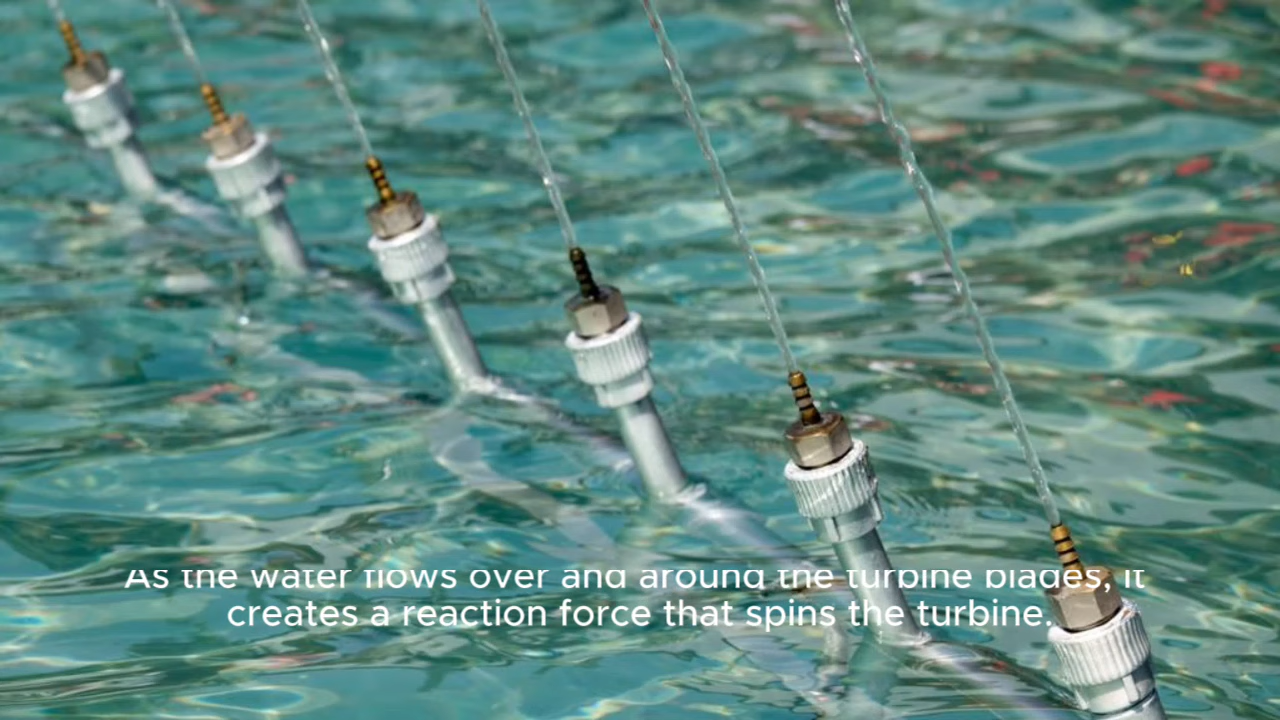 As the water flows over and around the turbine blades, it
creates a reaction force that spins the turbine.